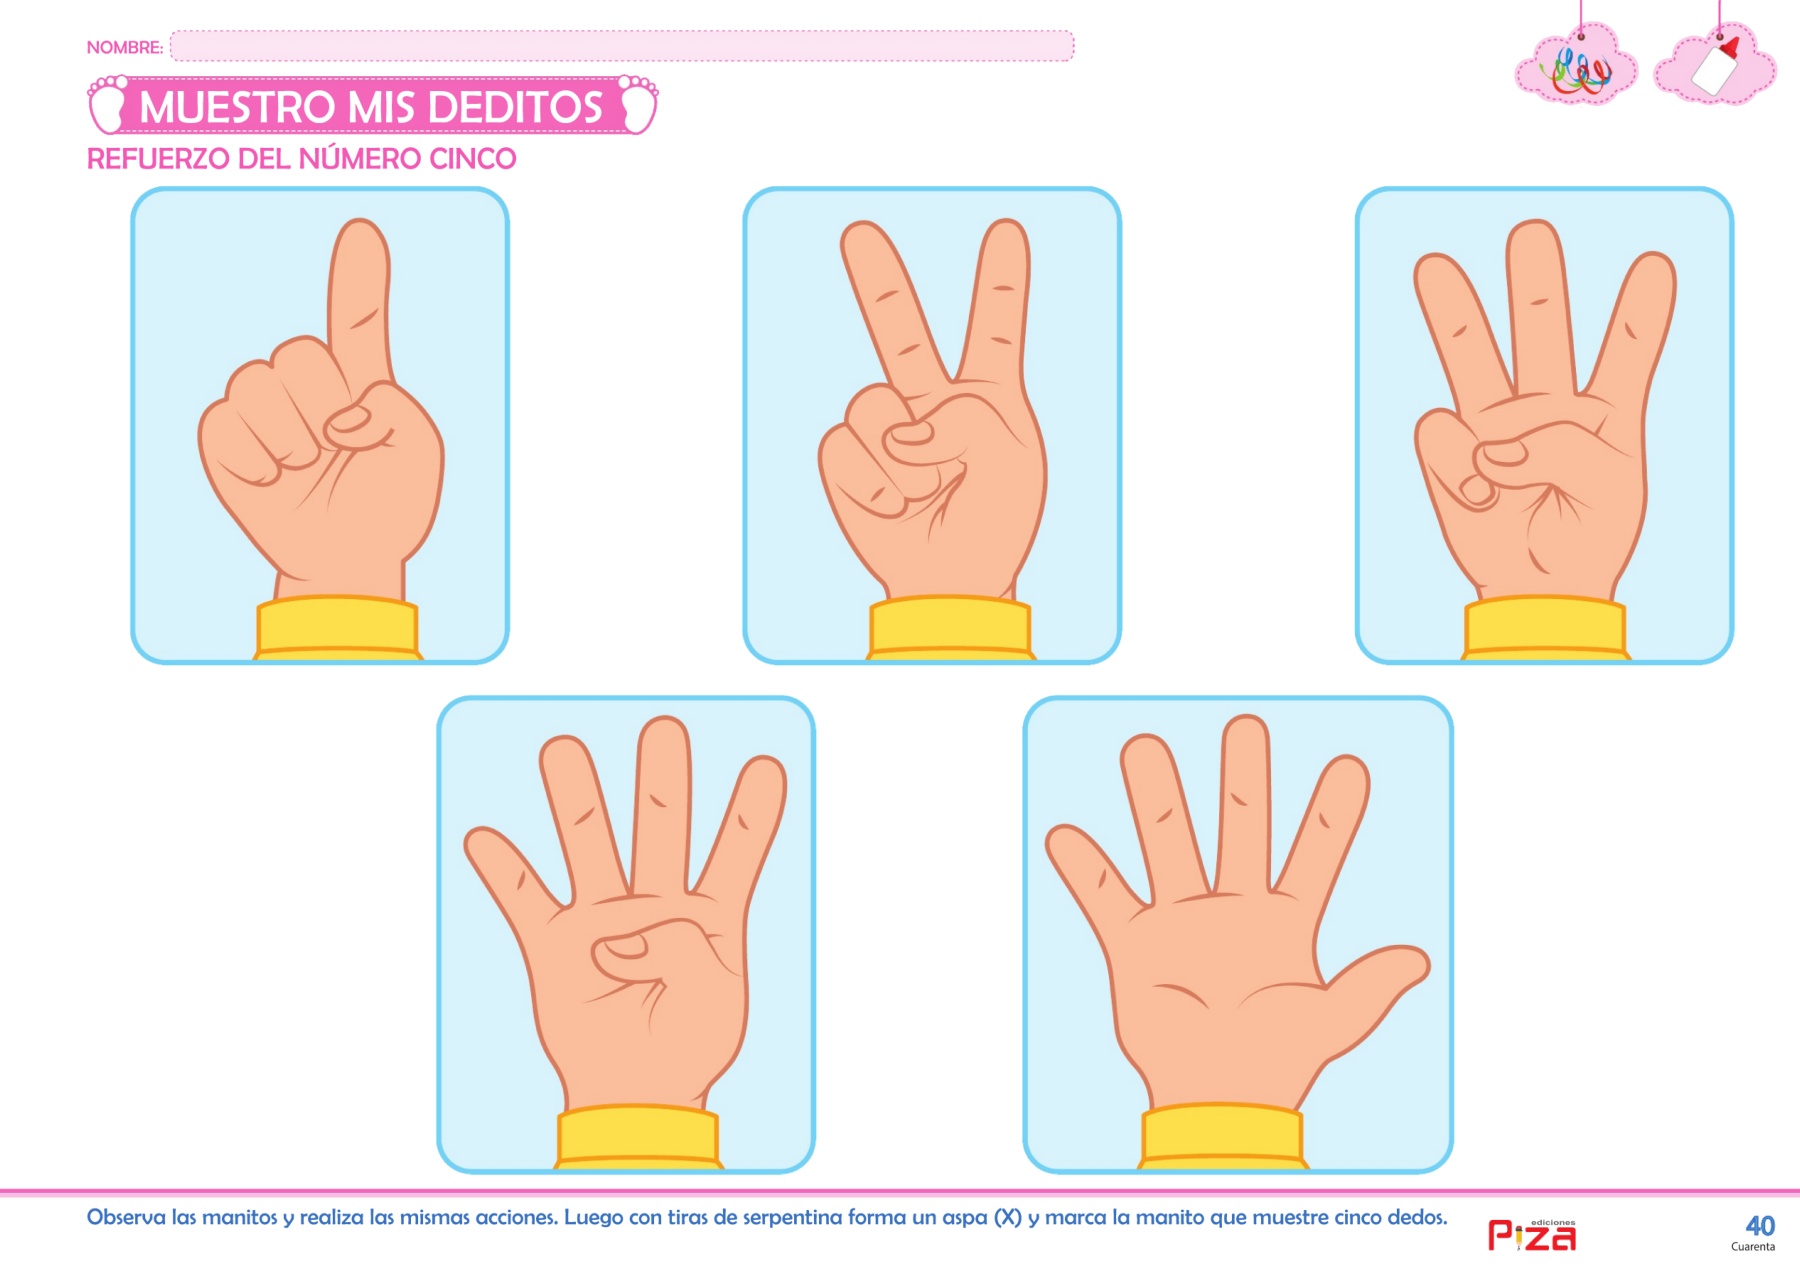 NOMBRE:
MUESTRO MIS DEDITOS
REFUERZO DEL NÚMERO CINCO
Observa las manitos y realiza las mismas acciones. Luego con tiras de serpentina forma un aspa (X) y marca la manito que muestre cinco dedos.
ediciones
Piza
40
Cuarenta